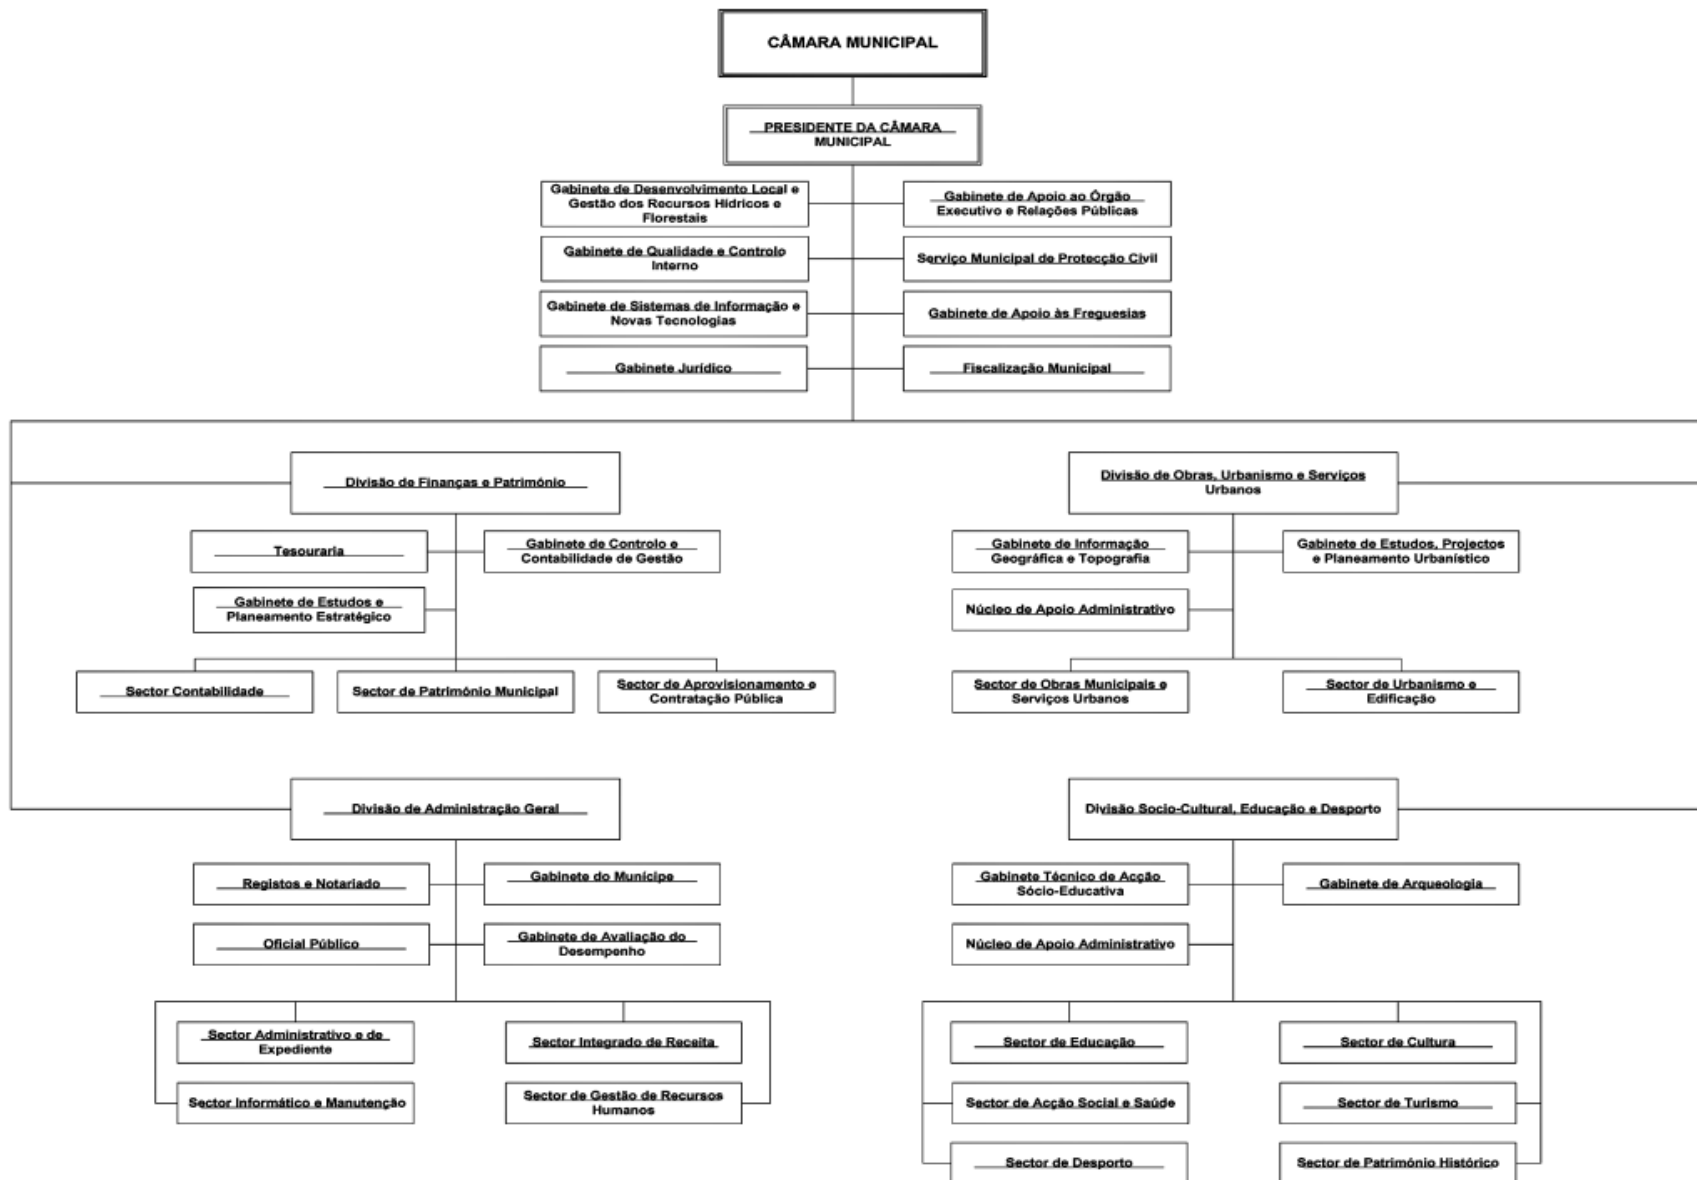 CÂMARA MUNICIPAL
PRESIDENTE DA CÂMARA
MUNICIPAL
Gabinete de Desenvolvimento Local e
Gestão dos Recursos Hídricos e
Florestais
Gabinete de Apoio ao Órgão
Executivo e Relações Públicas
Gabinete de Qualidade e Controlo
Interno
Serviço Municipal de Protecção Civil
Gabinete de Sistemas de Informação e
Novas Tecnologias
Gabinete de Apoio às Freguesias
Gabinete Jurídico
Fiscalização Municipal
Divisão de Finanças e Património
Tesouraria
Gabinete de Controlo e
Contabilidade de Gestão
Gabinete de Estudos e
Planeamento Estratégico
Sector Contabilidade
Sector de Património Municipal
Sector de Aprovisionamento e
Contratação Pública
Divisão de Obras, Urbanismo e Serviços
Urbanos
Gabinete de Informação
Geográfica e Topografia
Gabinete de Estudos, Projectos
e Planeamento Urbanístico
Núcleo de Apoio Administrativo
Sector de Obras Municipais e
Serviços Urbanos
Sector de Urbanismo e
Edificação
Divisão de Administração Geral
Registos e Notariado
Gabinete do Munícipe
Oficial Público
Gabinete de Avaliação do
Desempenho
Sector Administrativo e de
Expediente
Sector Integrado de Receita
Sector Informático e Manutenção
Sector de Gestão de Recursos
Humanos
Divisão Socio-Cultural, Educação e Desporto
Gabinete Técnico de Acção
Sócio-Educativa
Gabinete de Arqueologia
Núcleo de Apoio Administrativo
Sector de Educação
Sector de Cultura
Sector de Acção Social e Saúde
Sector de Turismo
Sector de Desporto
Sector de Património Histórico